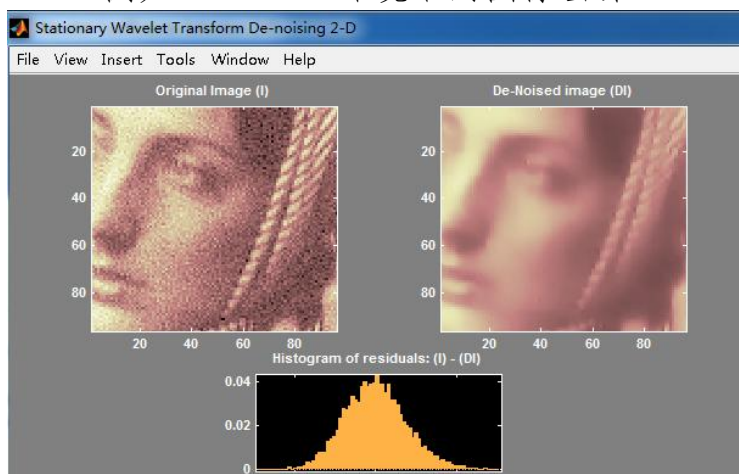 Stationary Wavelet Transform De-noising 2-D
File View Insert Tools Window Help
Original Image (I)
De-Noised image (DI)
20
40
60
80
20 40 60 80
20
40
60
80
20 40 60 80
Histogram of residuals: (I) - (DI)
0.04
0.02
0